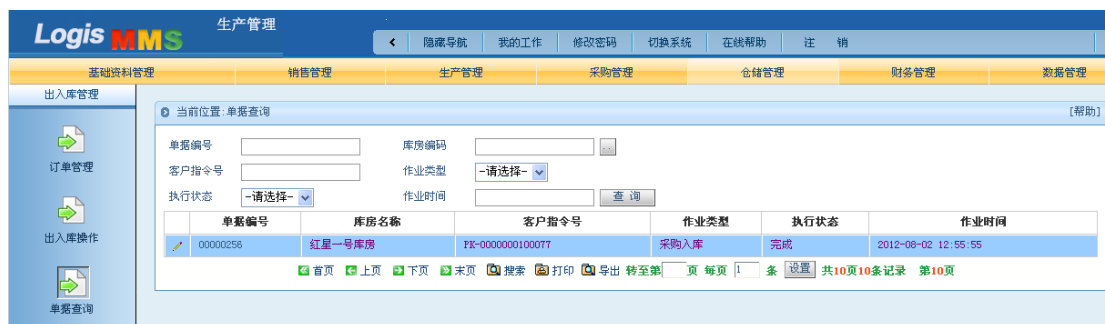 Logis MMS 生产管理
隐藏导航 我的工作 修改密码 切换系统 在线帮助 注 销
基础资料管理 销售管理 生产管理 采购管理 仓储管理 财务管理 数据管理
出入库管理
当前位置:单据查询 [帮助]
单据编号 库房编码 ...
订单管理
客户指令号 作业类型 -请选择-
执行状态 -请选择- 作业时间 查 询
单据编号 库房名称 客户指令号 作业类型 执行状态 作业时间
出入库操作
00000256 红星一号库房 PK-0000000100077 采购入库 完成 2012-08-02 12:55:55
首页 上页 下页 末页 搜索 打印 导出 转至第 页 每页 1 条 设置 共10页10条记录 第10页
单据查询